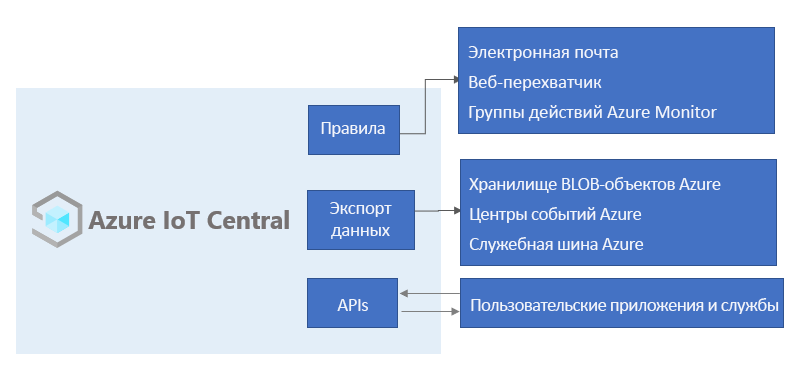 Электронная почта
Веб-перехватчик
Группы действий Azure Monitor
Правила
Azure IoT Central
Экспорт
данных
Хранилище BLOB-объектов Azure
Центры событий Azure
Служебная шина Azure
APIs
Пользовательские приложения и службы